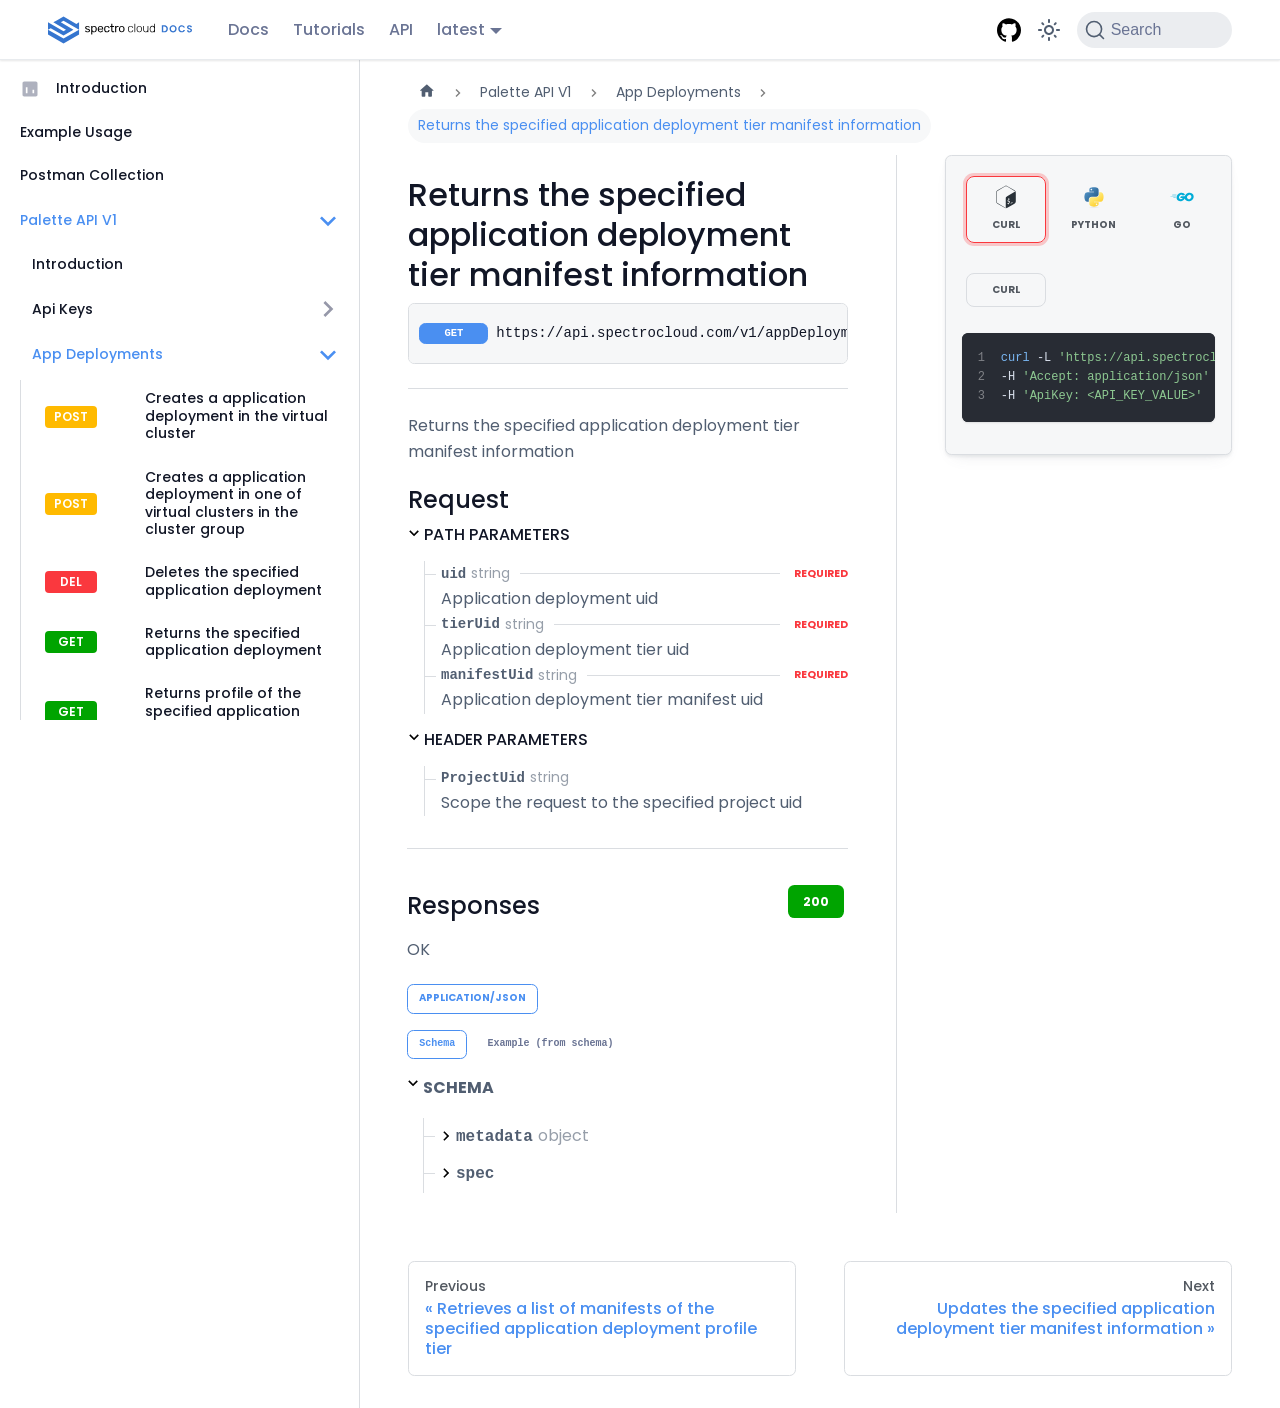 spectro cloud DOCS
Docs Tutorials API latest
Search
Introduction
Example Usage
Postman Collection
Palette API V1
Introduction
Api Keys
App Deployments
POST
Creates a application
deployment in the virtual
cluster
POST
Creates a application
deployment in one of
virtual clusters in the
cluster group
DEL
Deletes the specified
application deployment
GET
Returns the specified
application deployment
GET
Returns profile of the
specified application
Palette API V1
App Deployments
Returns the specified application deployment tier manifest information
Returns the specified
application deployment
tier manifest information
GET https://api.spectrocloud.com/v1/appDeploym
Returns the specified application deployment tier
manifest information
Request
PATH PARAMETERS
uid string REQUIRED
Application deployment uid
tierUid string REQUIRED
Application deployment tier uid
manifestUid string REQUIRED
Application deployment tier manifest uid
HEADER PARAMETERS
ProjectUid string
Scope the request to the specified project uid
Responses
200
OK
APPLICATION/JSON
Schema Example (from schema)
SCHEMA
metadata object
spec
CURL PYTHON GO
CURL
1 curl -L 'https://api.spectrocl
2 -H 'Accept: application/json'
3 -H 'ApiKey: <API_KEY_VALUE>'
Previous
« Retrieves a list of manifests of the
specified application deployment profile
tier
Next
Updates the specified application
deployment tier manifest information »